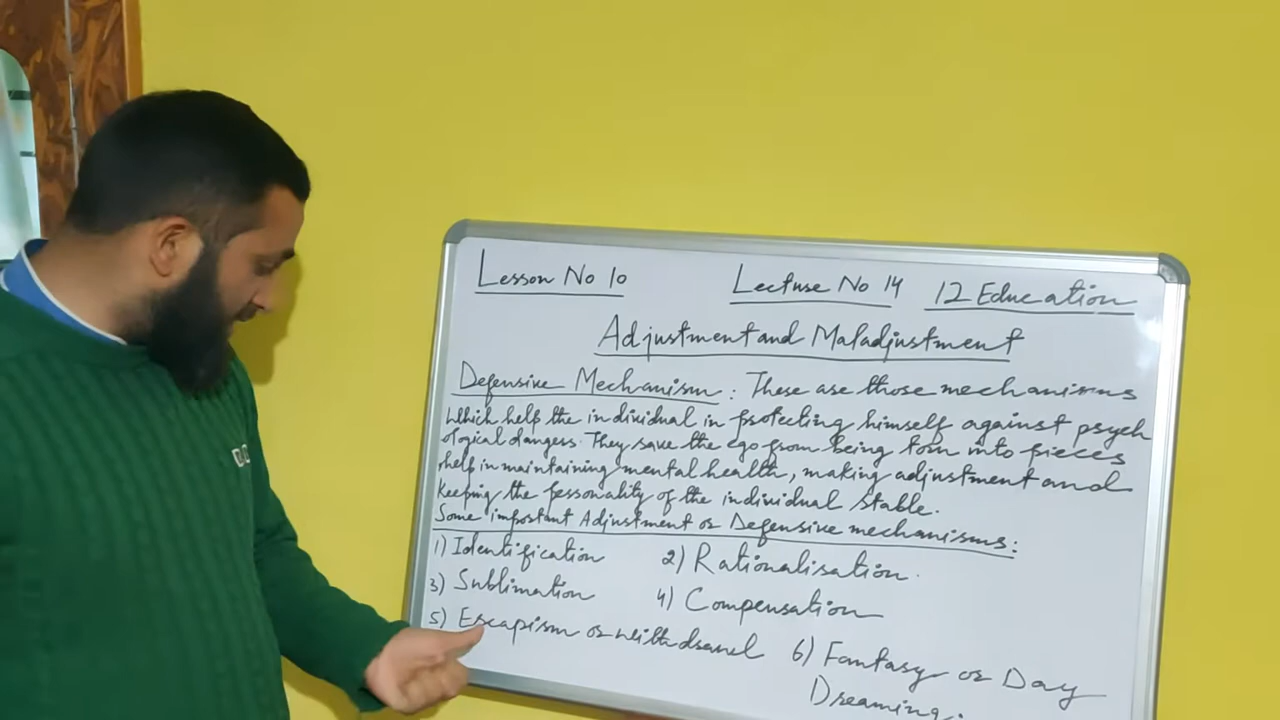 Lesson No 10 Lecture No 14 12 Education
Adjustment and Maladjustment
Defensive Mechanism : These are those mechanisms
which help the individual in protecting himself against psych
ological dangers. They save the ego from being torn into pieces
help in maintaining mental health, making adjustment and
keeping the personality of the individual stable.
Some important Adjustment or Defensive mechanisms:
1) Identification 2) Rationalisation.
3) Sublimation 4) Compensation
5) Escapism or withdrawel 6) Fantasy or Day
Dreaming.